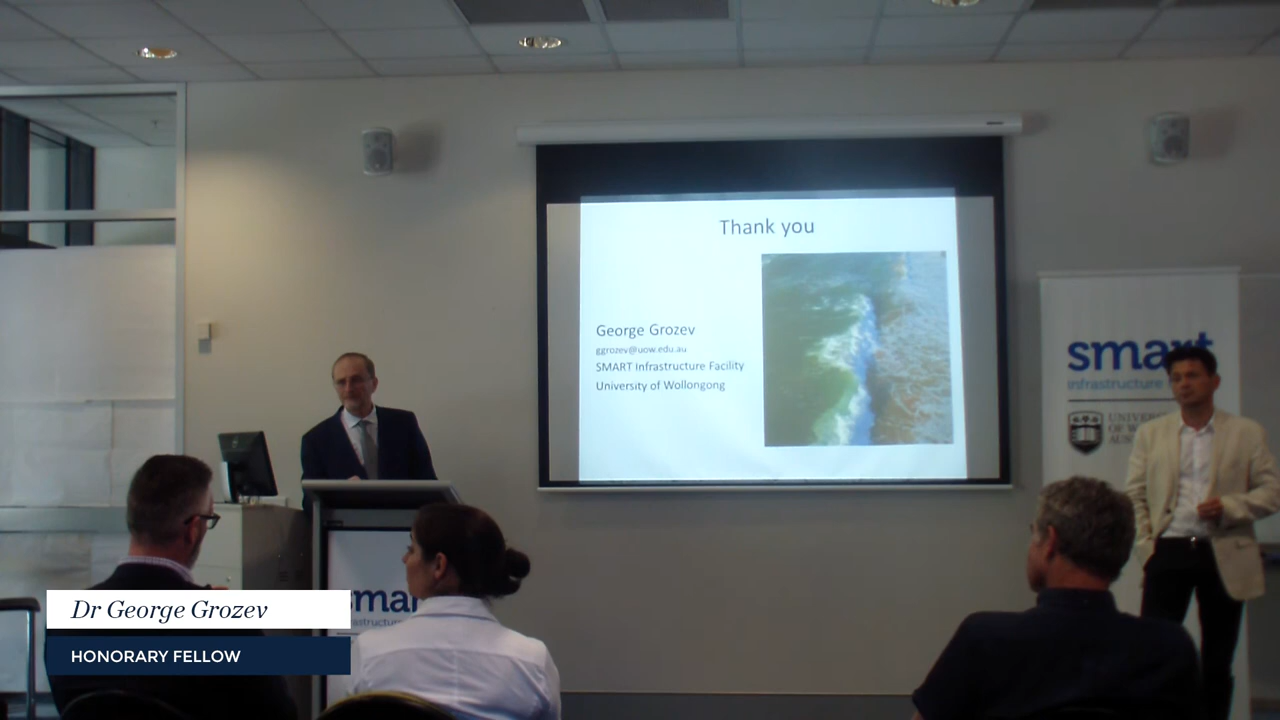 Thank you
George Grozev
ggrozev@uow.edu.au
SMART Infrastructure Facility
University of Wollongong
smart
infrastructure
Dr George Grozev
HONORARY FELLOW